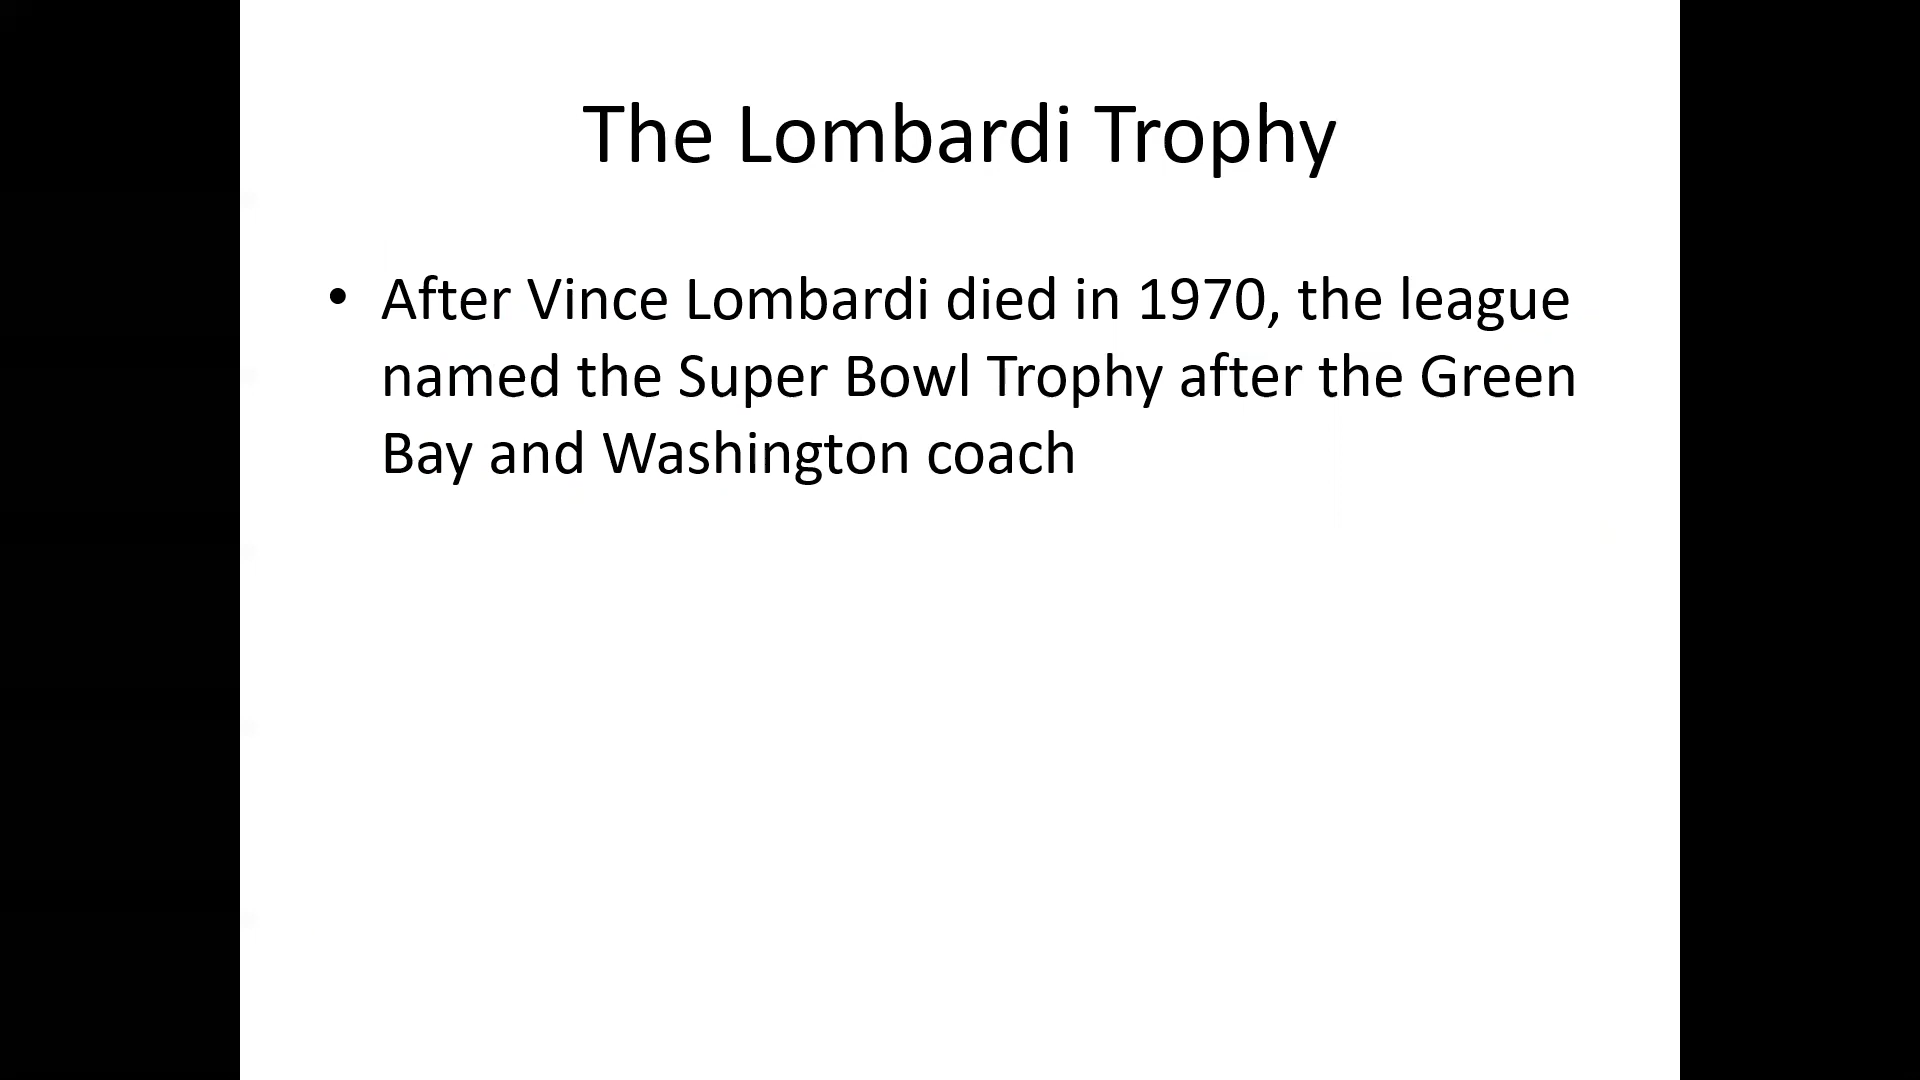 The Lombardi Trophy
• After Vince Lombardi died in 1970, the league
named the Super Bowl Trophy after the Green
Bay and Washington coach